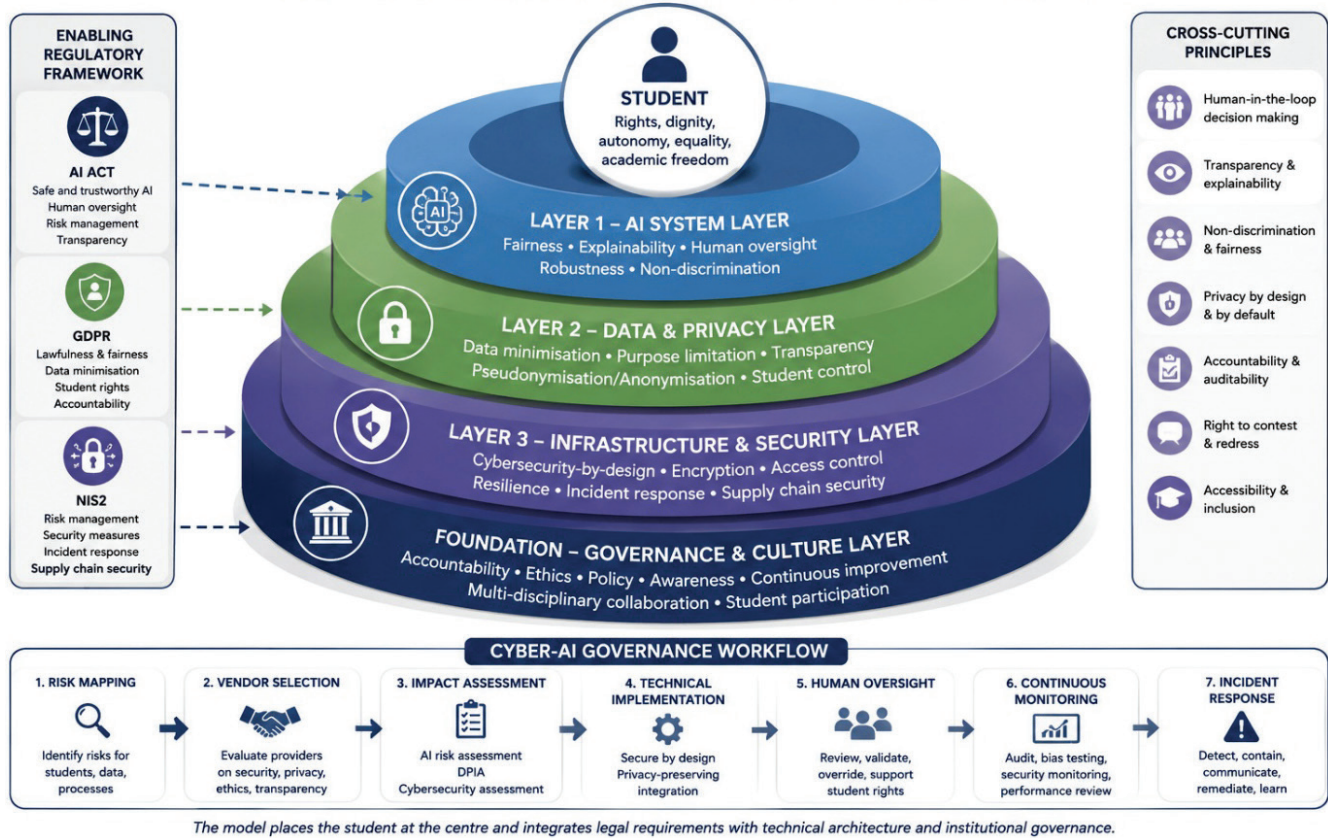 ENABLING
REGULATORY
FRAMEWORK
AI ACT
Safe and trustworthy AI
Human oversight
Risk management
Transparency
GDPR
Lawfulness & fairness
Data minimisation
Student rights
Accountability
NIS2
Risk management
Security measures
Incident response
Supply chain security
STUDENT
Rights, dignity,
autonomy, equality,
academic freedom
AI
LAYER 1 – AI SYSTEM LAYER
Fairness • Explainability • Human oversight
Robustness • Non-discrimination
LAYER 2 – DATA & PRIVACY LAYER
Data minimisation • Purpose limitation • Transparency
Pseudonymisation/Anonymisation • Student control
LAYER 3 – INFRASTRUCTURE & SECURITY LAYER
Cybersecurity-by-design • Encryption • Access control
Resilience • Incident response • Supply chain security
FOUNDATION – GOVERNANCE & CULTURE LAYER
Accountability • Ethics • Policy • Awareness • Continuous improvement
Multi-disciplinary collaboration • Student participation
CROSS-CUTTING
PRINCIPLES
Human-in-the-loop
decision making
Transparency &
explainability
Non-discrimination
& fairness
Privacy by design
& by default
Accountability &
auditability
Right to contest
& redress
Accessibility &
inclusion
CYBER-AI GOVERNANCE WORKFLOW
1. RISK MAPPING
Identify risks for
students, data,
processes
2. VENDOR SELECTION
Evaluate providers
on security, privacy,
ethics, transparency
3. IMPACT ASSESSMENT
AI risk assessment
DPIA
Cybersecurity assessment
4. TECHNICAL
IMPLEMENTATION
Secure by design
Privacy-preserving
integration
5. HUMAN OVERSIGHT
Review, validate,
override, support
student rights
6. CONTINUOUS
MONITORING
Audit, bias testing,
security monitoring,
performance review
7. INCIDENT
RESPONSE
Detect, contain,
communicate,
remediate, learn
The model places the student at the centre and integrates legal requirements with technical architecture and institutional governance.